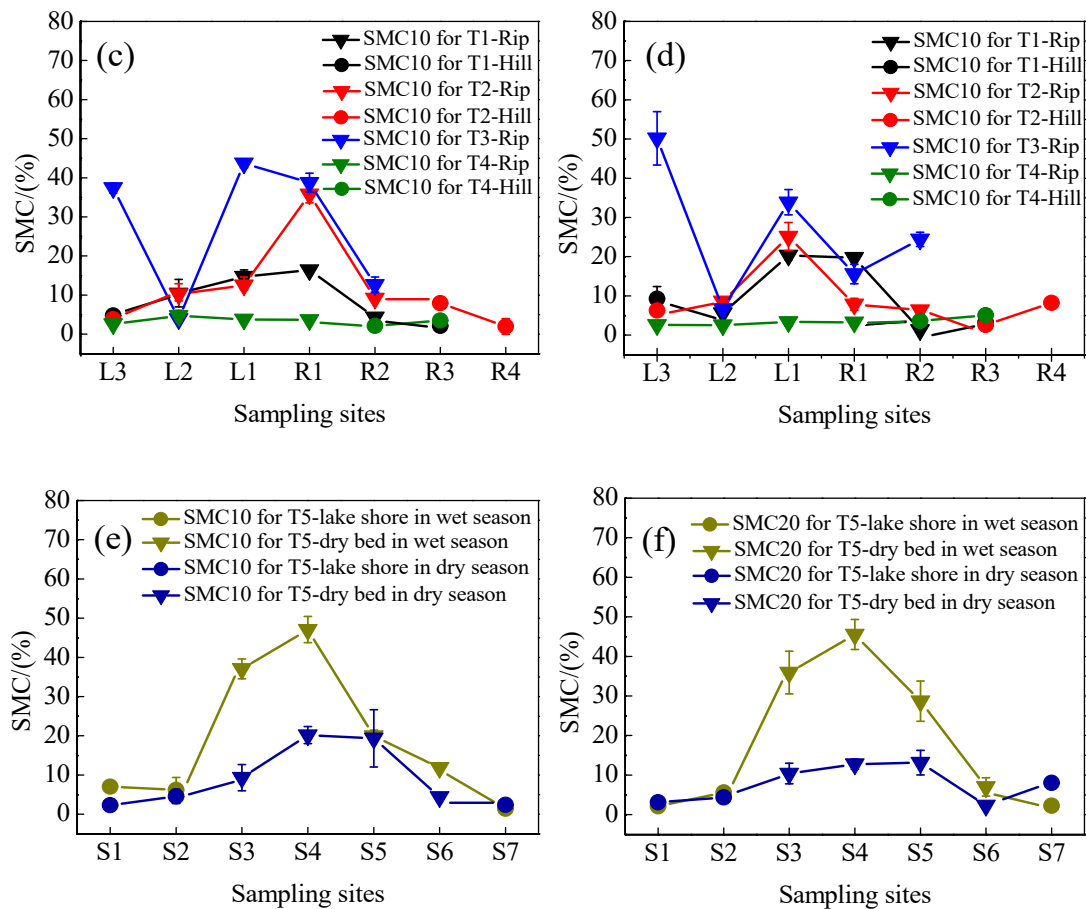 (c)
SMC10 for T1-Rip
SMC10 for T1-Hill
SMC10 for T2-Rip
SMC10 for T2-Hill
SMC10 for T3-Rip
SMC10 for T4-Rip
SMC10 for T4-Hill
SMC/(%)
80
70
60
50
40
30
20
10
0
L3 L2 L1 R1 R2 R3 R4
Sampling sites
(d)
SMC10 for T1-Rip
SMC10 for T1-Hill
SMC10 for T2-Rip
SMC10 for T2-Hill
SMC10 for T3-Rip
SMC10 for T4-Rip
SMC10 for T4-Hill
SMC/(%)
80
70
60
50
40
30
20
10
0
L3 L2 L1 R1 R2 R3 R4
Sampling sites
(e)
SMC10 for T5-lake shore in wet season
SMC10 for T5-dry bed in wet season
SMC10 for T5-lake shore in dry season
SMC10 for T5-dry bed in dry season
SMC/(%)
80
70
60
50
40
30
20
10
0
S1 S2 S3 S4 S5 S6 S7
Sampling sites
(f)
SMC20 for T5-lake shore in wet season
SMC20 for T5-dry bed in wet season
SMC20 for T5-lake shore in dry season
SMC20 for T5-dry bed in dry season
SMC/(%)
80
70
60
50
40
30
20
10
0
S1 S2 S3 S4 S5 S6 S7
Sampling sites